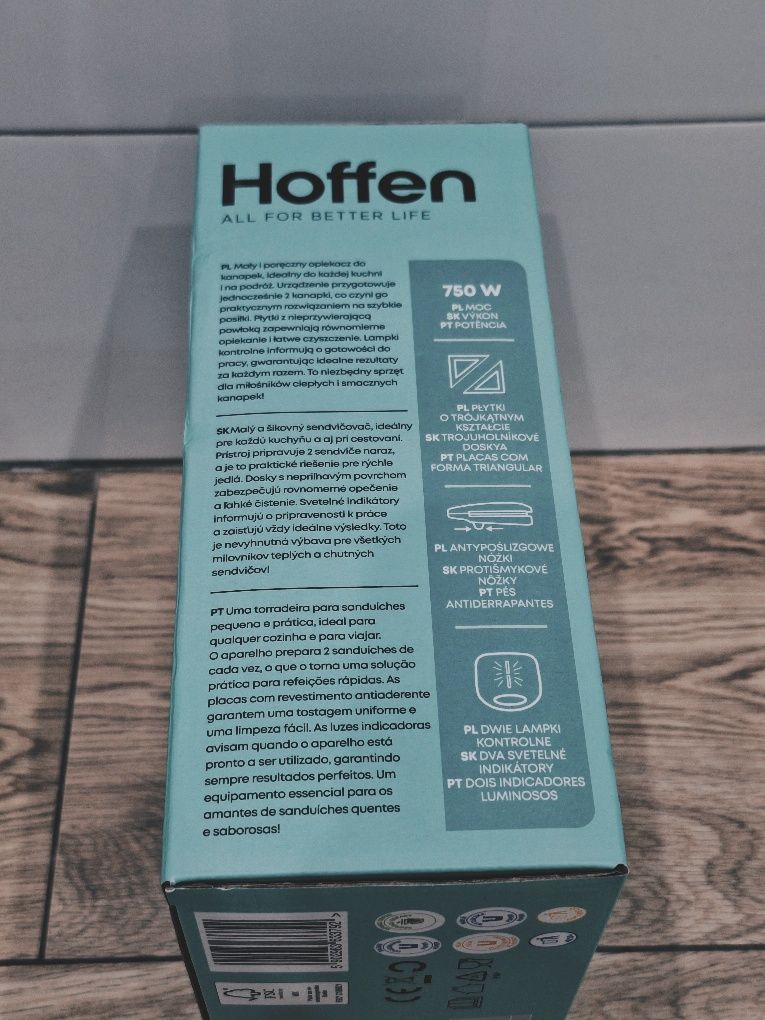 Hoffen
ALL FOR BETTER LIFE
PL Mały i poręczny opiekacz do
kanapek, idealny do każdej kuchni
i na podróż. Urządzenie przygotowuje
jednocześnie 2 kanapki, co czyni go
praktycznym rozwiązaniem na szybkie
posiłki. Płytki z nieprzywierającą
powłoką zapewniają równomierne
opiekanie i łatwe czyszczenie. Lampki
kontrolne informują o gotowości do
pracy, gwarantując idealne rezultaty
za każdym razem. To niezbędny sprzęt
dla miłośników ciepłych i smacznych
kanapek!
SK Malý a šikovný sendvičovač, ideálny
pre každú kuchyňu a aj pri cestovaní.
Prístroj pripravuje 2 sendviče naraz,
a je to praktické riešenie pre rýchle
jedlá. Dosky s nepriľnavým povrchom
zabezpečujú rovnomerné opečenie
a ľahké čistenie. Svetelné indikátory
informujú o pripravenosti k práce
a zaisťujú vždy ideálne výsledky. Toto
je nevyhnutná výbava pre všetkých
milovníkov teplých a chutných
sendvičov!
PT Uma torradeira para sanduíches
pequena e prática, ideal para
qualquer cozinha e para viajar.
O aparelho prepara 2 sanduíches de
cada vez, o que o torna uma solução
prática para refeições rápidas. As
placas com revestimento antiaderente
garantem uma tostagem uniforme e
uma limpeza fácil. As luzes indicadoras
avisam quando o aparelho está
pronto a ser utilizado, garantindo
sempre resultados perfeitos. Um
equipamento essencial para os
amantes de sanduíches quentes
e saborosas!
750 W
PL MOC
SK VÝKON
PT POTÊNCIA
PL PŁYTKI
O TRÓJKĄTNYM
KSZTAŁCIE
SK TROJUHOLNÍKOVÉ
DOSKYA
PT PLACAS COM
FORMA TRIANGULAR
PL ANTYPOŚLIZGOWE
NÓŻKI
SK PROTIŠMYKOVÉ
NÔŽKY
PT PÉS
ANTIDERRAPANTES
PL DWIE LAMPKI
KONTROLNE
SK DVA SVETELNÉ
INDIKÁTORY
PT DOIS INDICADORES
LUMINOSOS
FSC
CE